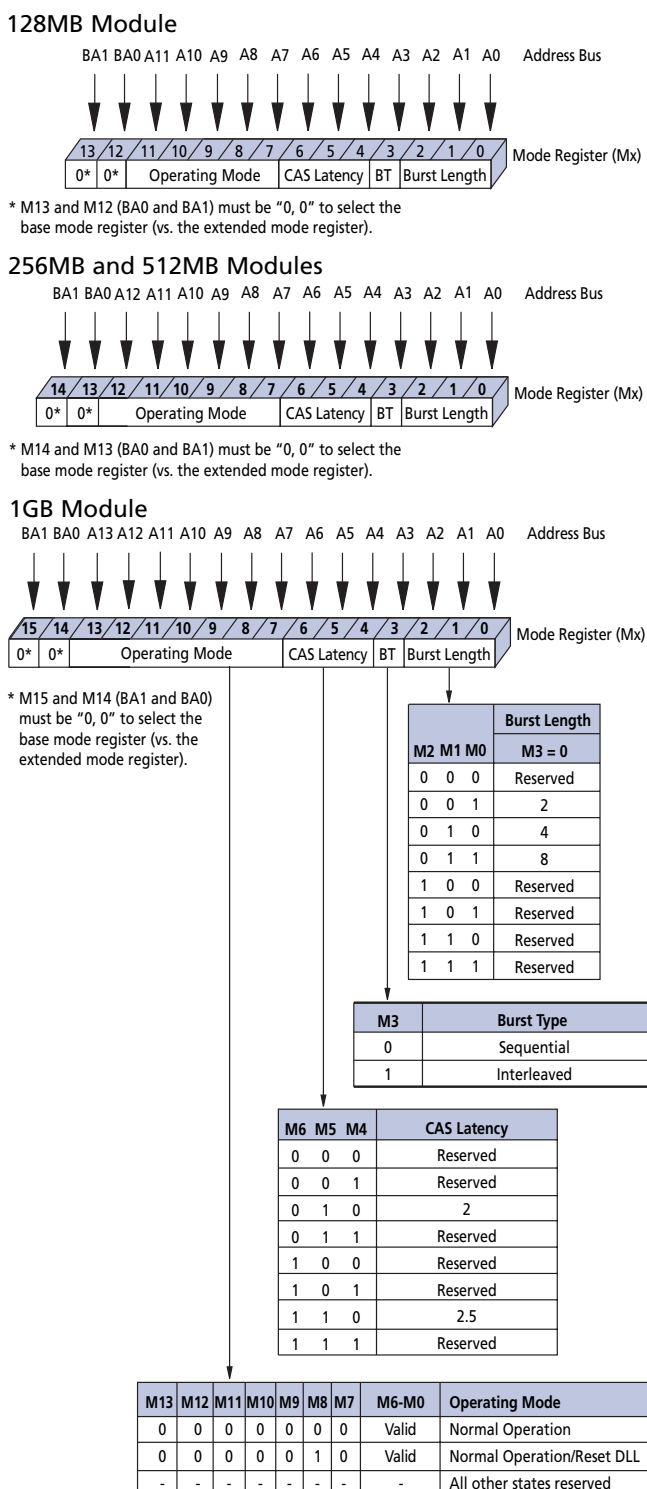 128MB Module
BA1 BA0 A11 A10 A9 A8 A7 A6 A5 A4 A3 A2 A1 A0 Address Bus
13 12 11 10 9 8 7 6 5 4 3 2 1 0
Mode Register (Mx)
0* 0* Operating Mode CAS Latency BT Burst Length
* M13 and M12 (BA0 and BA1) must be “0, 0” to select the
base mode register (vs. the extended mode register).
256MB and 512MB Modules
BA1 BA0 A12 A11 A10 A9 A8 A7 A6 A5 A4 A3 A2 A1 A0 Address Bus
14 13 12 11 10 9 8 7 6 5 4 3 2 1 0
Mode Register (Mx)
0* 0* Operating Mode CAS Latency BT Burst Length
* M14 and M13 (BA0 and BA1) must be “0, 0” to select the
base mode register (vs. the extended mode register).
1GB Module
BA1 BA0 A13 A12 A11 A10 A9 A8 A7 A6 A5 A4 A3 A2 A1 A0 Address Bus
15 14 13 12 11 10 9 8 7 6 5 4 3 2 1 0
Mode Register (Mx)
0* 0* Operating Mode CAS Latency BT Burst Length
* M15 and M14 (BA1 and BA0)
must be “0, 0” to select the
base mode register (vs. the
extended mode register).
Burst Length
M2 M1 M0 M3 = 0
0 0 0 Reserved
0 0 1 2
0 1 0 4
0 1 1 8
1 0 0 Reserved
1 0 1 Reserved
1 1 0 Reserved
1 1 1 Reserved
M3 Burst Type
0 Sequential
1 Interleaved
M6 M5 M4 CAS Latency
0 0 0 Reserved
0 0 1 Reserved
0 1 0 2
0 1 1 Reserved
1 0 0 Reserved
1 0 1 Reserved
1 1 0 2.5
1 1 1 Reserved
M13 M12 M11 M10 M9 M8 M7 M6-M0 Operating Mode
0 0 0 0 0 0 0 Valid Normal Operation
0 0 0 0 0 1 0 Valid Normal Operation/Reset DLL
- - - - - - - - All other states reserved